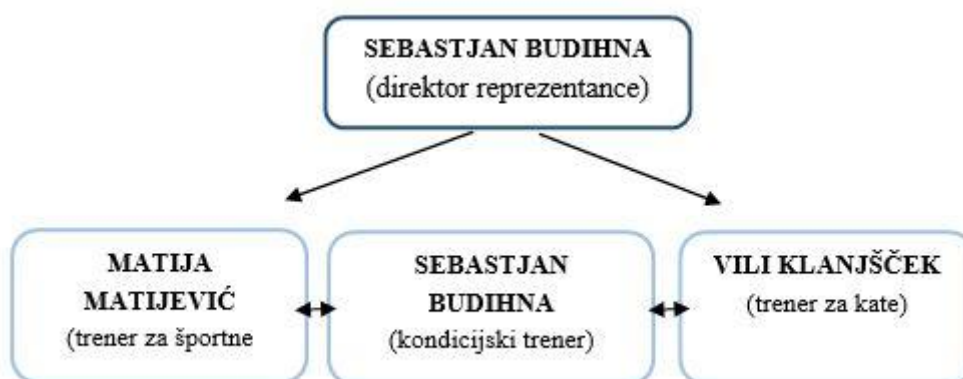 SEBASTJAN BUDIHNA
(direktor reprezentance)
MATIJA
MATIJEVIĆ
(trener za športne
SEBASTJAN
BUDIHNA
(kondicijski trener)
VILI KLANJŠČEK
(trener za kate)